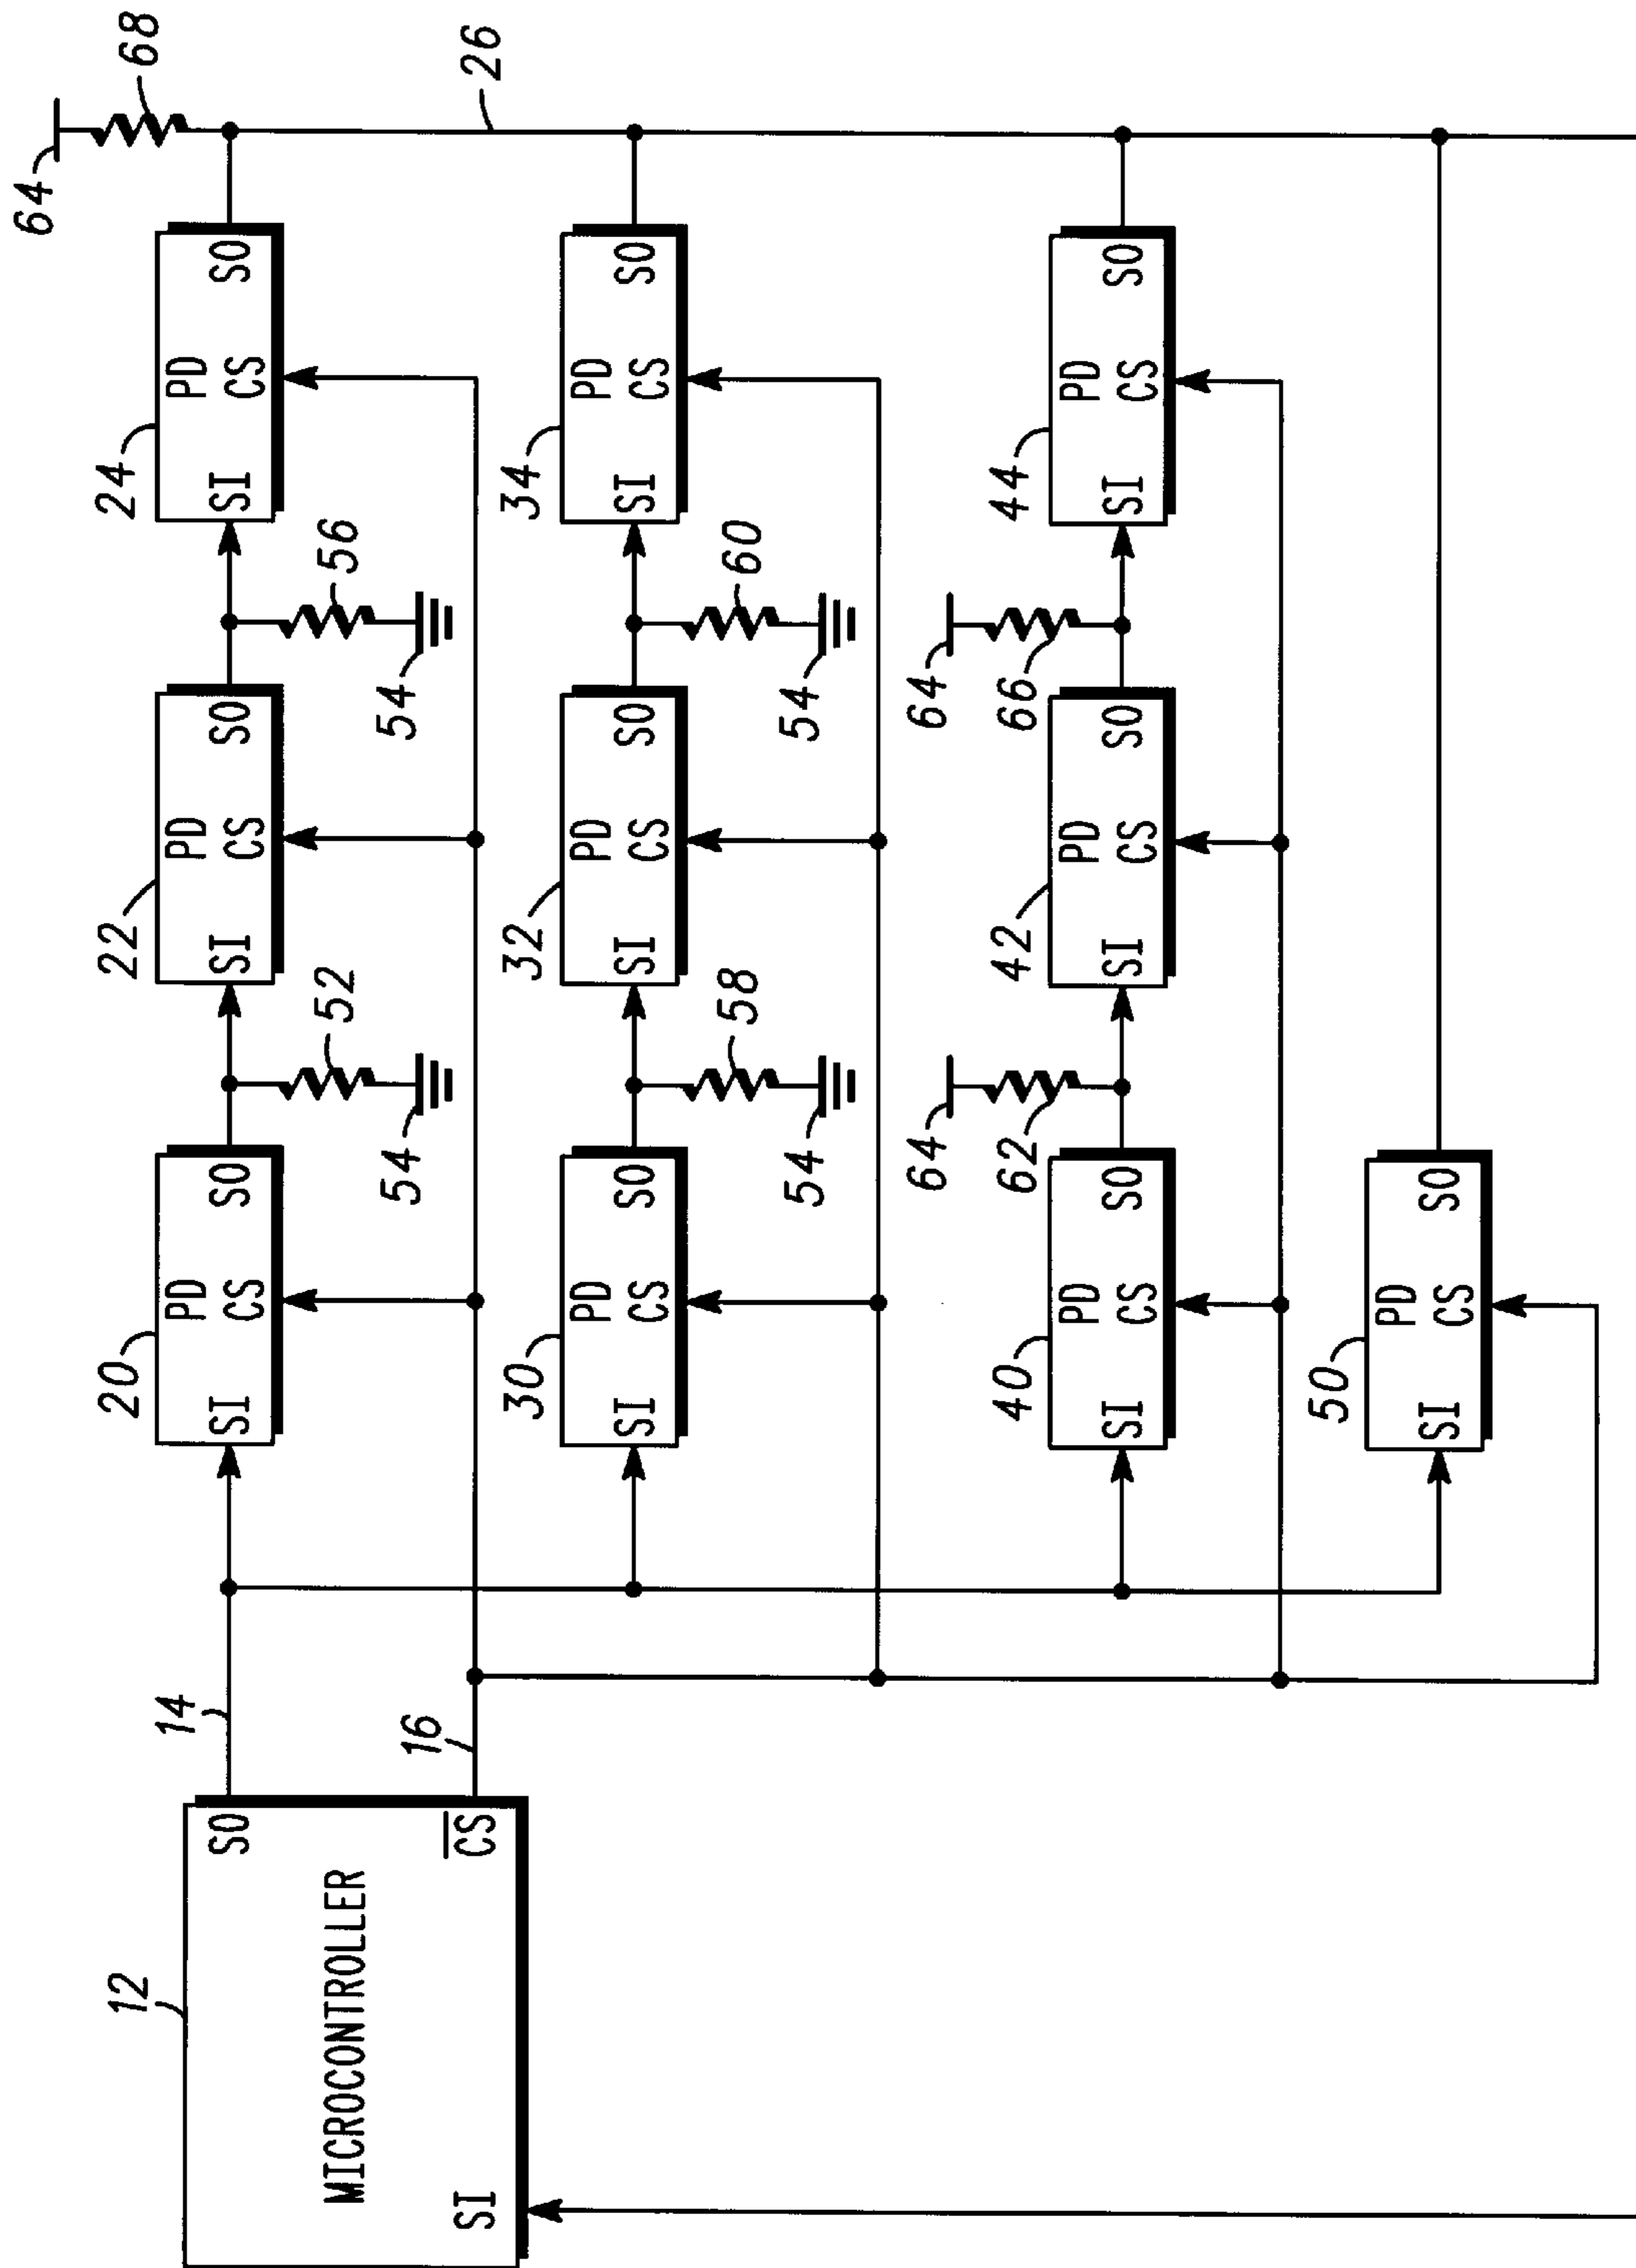 64
68
12
14
20
22
24
26
SO
MICROCONTROLLER
SI
C̅S̅
16
SI PD CS SO
52
54
SI PD CS SO
56
54
SI PD CS SO
30
32
34
SI PD CS SO
58
54
SI PD CS SO
60
54
SI PD CS SO
64
64
40
62
42
66
44
SI PD CS SO
SI PD CS SO
SI PD CS SO
50
SI PD CS SO